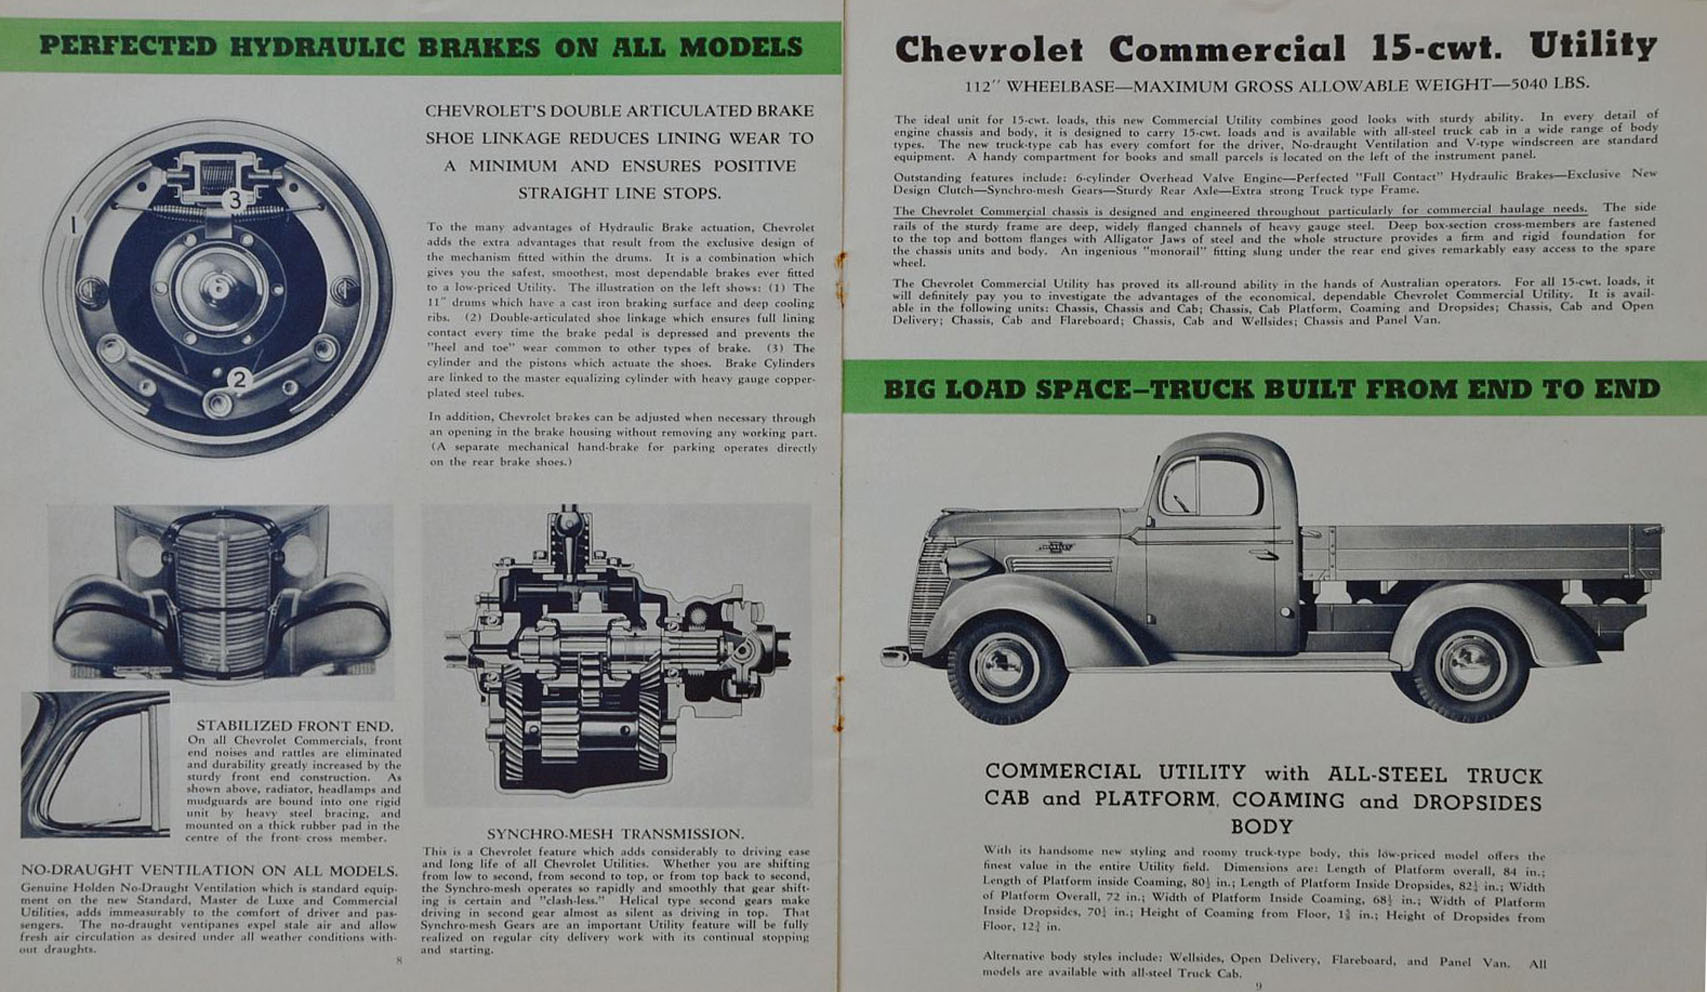 PERFECTED HYDRAULIC BRAKES ON ALL MODELS
1
3
2
CHEVROLET'S DOUBLE ARTICULATED BRAKE
SHOE LINKAGE REDUCES LINING WEAR TO
A MINIMUM AND ENSURES POSITIVE
STRAIGHT LINE STOPS.
To the many advantages of Hydraulic Brake actuation, Chevrolet
adds the extra advantages that result from the exclusive design of
the mechanism fitted within the drums. It is a combination which
gives you the safest, smoothest, most dependable brakes ever fitted
to a low-priced Utility. The illustration on the left shows: (1) The
11" drums which have a cast iron braking surface and deep cooling
ribs. (2) Double-articulated shoe linkage which ensures full lining
contact every time the brake pedal is depressed and prevents the
"heel and toe" wear common to other types of brake. (3) The
cylinder and the pistons which actuate the shoes. Brake Cylinders
are linked to the master equalizing cylinder with heavy gauge copper-
plated steel tubes.
In addition, Chevrolet brakes can be adjusted when necessary through
an opening in the brake housing without removing any working part.
(A separate mechanical hand-brake for parking operates directly
on the rear brake shoes.)
STABILIZED FRONT END.
On all Chevrolet Commercials, front
end noises and rattles are eliminated
and durability greatly increased by the
sturdy front end construction. As
shown above, radiator, headlamps and
mudguards are bound into one rigid
unit by heavy steel bracing, and
mounted on a thick rubber pad in the
centre of the front cross member.
NO-DRAUGHT VENTILATION ON ALL MODELS.
Genuine Holden No-Draught Ventilation which is standard equip-
ment on the new Standard, Master de Luxe and Commercial
Utilities, adds immeasurably to the comfort of driver and pas-
sengers. The no-draught ventipanes expel stale air and allow
fresh air circulation as desired under all weather conditions with-
out draughts.
8
SYNCHRO-MESH TRANSMISSION.
This is a Chevrolet feature which adds considerably to driving ease
and long life of all Chevrolet Utilities. Whether you are shifting
from low to second, from second to top, or from top back to second,
the Synchro-mesh operates so rapidly and smoothly that gear shift-
ing is certain and "clash-less." Helical type second gears make
driving in second gear almost as silent as driving in top. That
Synchro-mesh Gears are an important Utility feature will be fully
realized on regular city delivery work with its continual stopping
and starting.
Chevrolet Commercial 15-cwt. Utility
112" WHEELBASE—MAXIMUM GROSS ALLOWABLE WEIGHT—5040 LBS.
The ideal unit for 15-cwt. loads, this new Commercial Utility combines good looks with sturdy ability. In every detail of
engine chassis and body, it is designed to carry 15-cwt. loads and is available with all-steel truck cab in a wide range of body
types. The new truck-type cab has every comfort for the driver, No-draught Ventilation and V-type windscreen are standard
equipment. A handy compartment for books and small parcels is located on the left of the instrument panel.
Outstanding features include: 6-cylinder Overhead Valve Engine—Perfected "Full Contact" Hydraulic Brakes—Exclusive New
Design Clutch—Synchro-mesh Gears—Sturdy Rear Axle—Extra strong Truck type Frame.
The Chevrolet Commercial chassis is designed and engineered throughout particularly for commercial haulage needs. The side
rails of the sturdy frame are deep, widely flanged channels of heavy gauge steel. Deep box-section cross-members are fastened
to the top and bottom flanges with Alligator Jaws of steel and the whole structure provides a firm and rigid foundation for
the chassis units and body. An ingenious "monorail" fitting slung under the rear end gives remarkably easy access to the spare
wheel.
The Chevrolet Commercial Utility has proved its all-round ability in the hands of Australian operators. For all 15-cwt. loads, it
will definitely pay you to investigate the advantages of the economical, dependable Chevrolet Commercial Utility. It is avail-
able in the following units: Chassis, Chassis and Cab; Chassis, Cab Platform, Coaming and Dropsides; Chassis, Cab and Open
Delivery; Chassis, Cab and Flareboard; Chassis, Cab and Wellsides; Chassis and Panel Van.
BIG LOAD SPACE—TRUCK BUILT FROM END TO END
COMMERCIAL UTILITY with ALL-STEEL TRUCK
CAB and PLATFORM, COAMING and DROPSIDES
BODY
With its handsome new styling and roomy truck-type body, this low-priced model offers the
finest value in the entire Utility field. Dimensions are: Length of Platform overall, 84 in.;
Length of Platform inside Coaming, 80½ in.; Length of Platform Inside Dropsides, 82½ in.; Width
of Platform Overall, 72 in.; Width of Platform Inside Coaming, 68½ in.; Width of Platform
Inside Dropsides, 70½ in.; Height of Coaming from Floor, in.; Height of Dropsides from
Floor, in.
Alternative body styles include: Wellsides, Open Delivery, Flareboard, and Panel Van. All
models are available with all-steel Truck Cab.
9